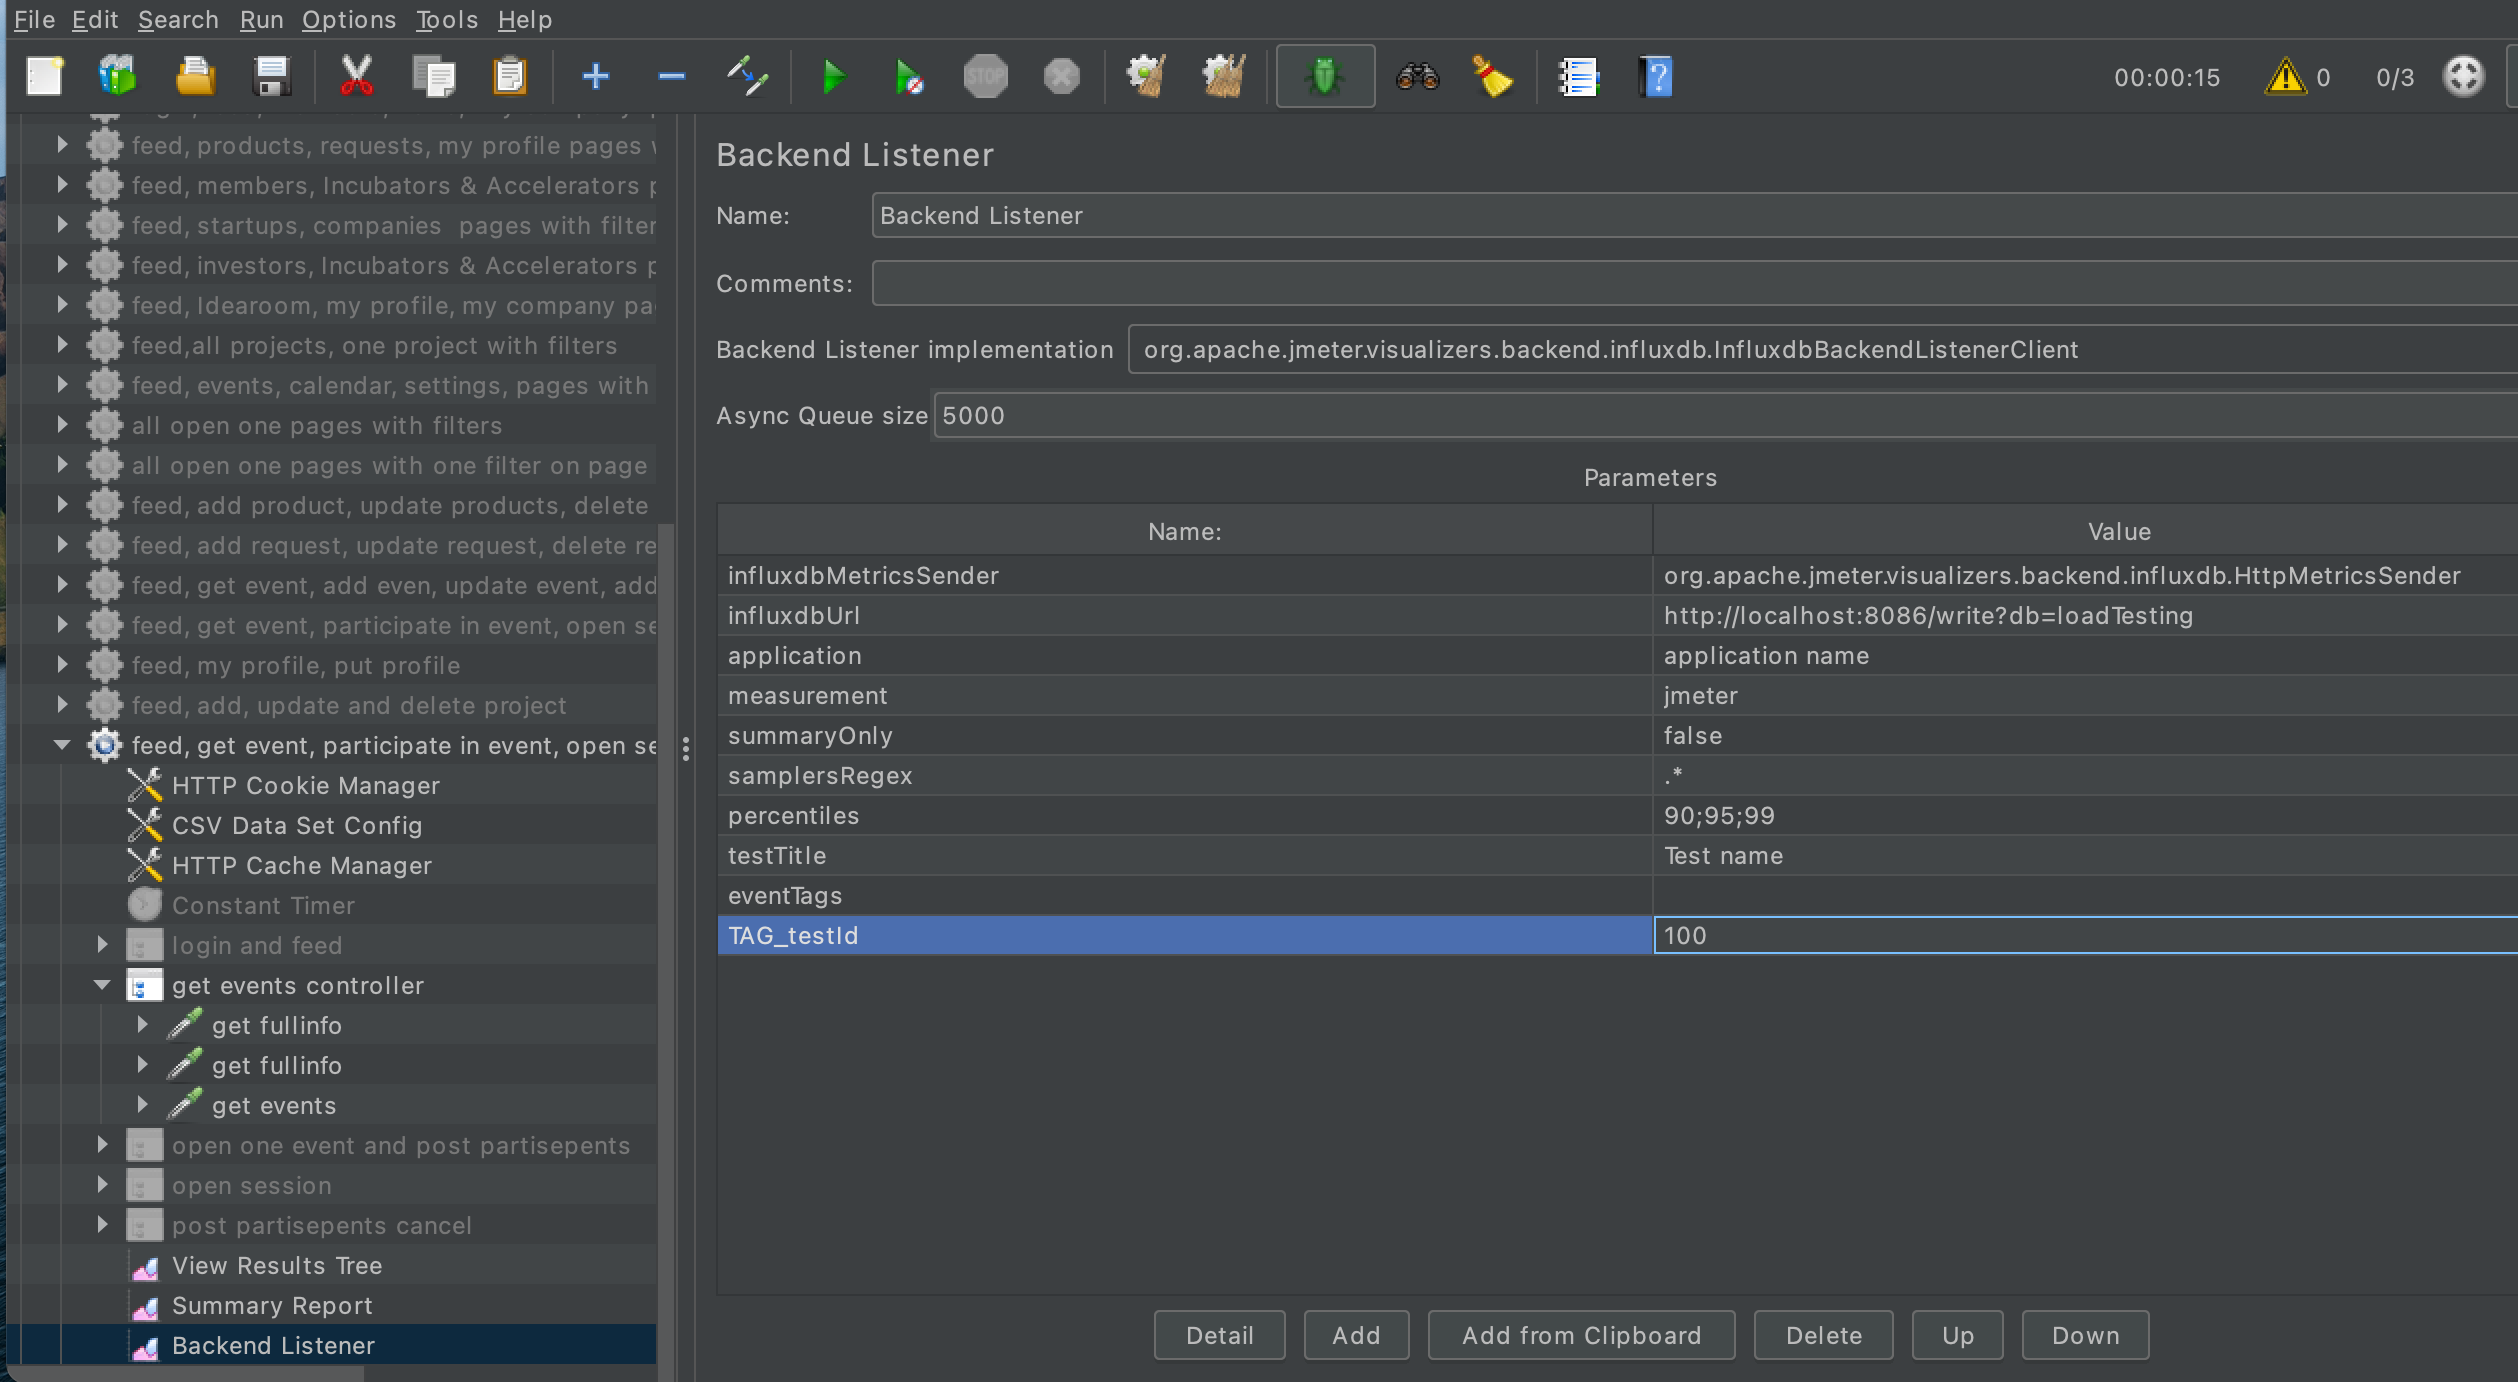 File Edit Search Run Options Tools Help
STOP
00:00:15 0 0/3
feed, products, requests, my profile pages
feed, members, Incubators & Accelerators
feed, startups, companies  pages with filter
feed, investors, Incubators & Accelerators
feed, Idearoom, my profile, my company
feed,all projects, one project with filters
feed, events, calendar, settings, pages with
all open one pages with filters
all open one pages with one filter on page
feed, add product, update products, delete
feed, add request, update request, delete re
feed, get event, add even, update event, add
feed, get event, participate in event, open se
feed, my profile, put profile
feed, add, update and delete project
feed, get event, participate in event, open se
HTTP Cookie Manager
CSV Data Set Config
HTTP Cache Manager
Constant Timer
login and feed
get events controller
get fullinfo
get fullinfo
get events
open one event and post partisepents
open session
post partisepents cancel
View Results Tree
Summary Report
Backend Listener
Backend Listener
Name: Backend Listener
Comments:
Backend Listener implementation org.apache.jmeter.visualizers.backend.influxdb.InfluxdbBackendListenerClient
Async Queue size 5000
Parameters
Name: Value
influxdbMetricsSender org.apache.jmeter.visualizers.backend.influxdb.HttpMetricsSender
influxdbUrl http://localhost:8086/write?db=loadTesting
application application name
measurement jmeter
summaryOnly false
samplersRegex .*
percentiles 90;95;99
testTitle Test name
eventTags
TAG_testId 100
Detail Add Add from Clipboard Delete Up Down